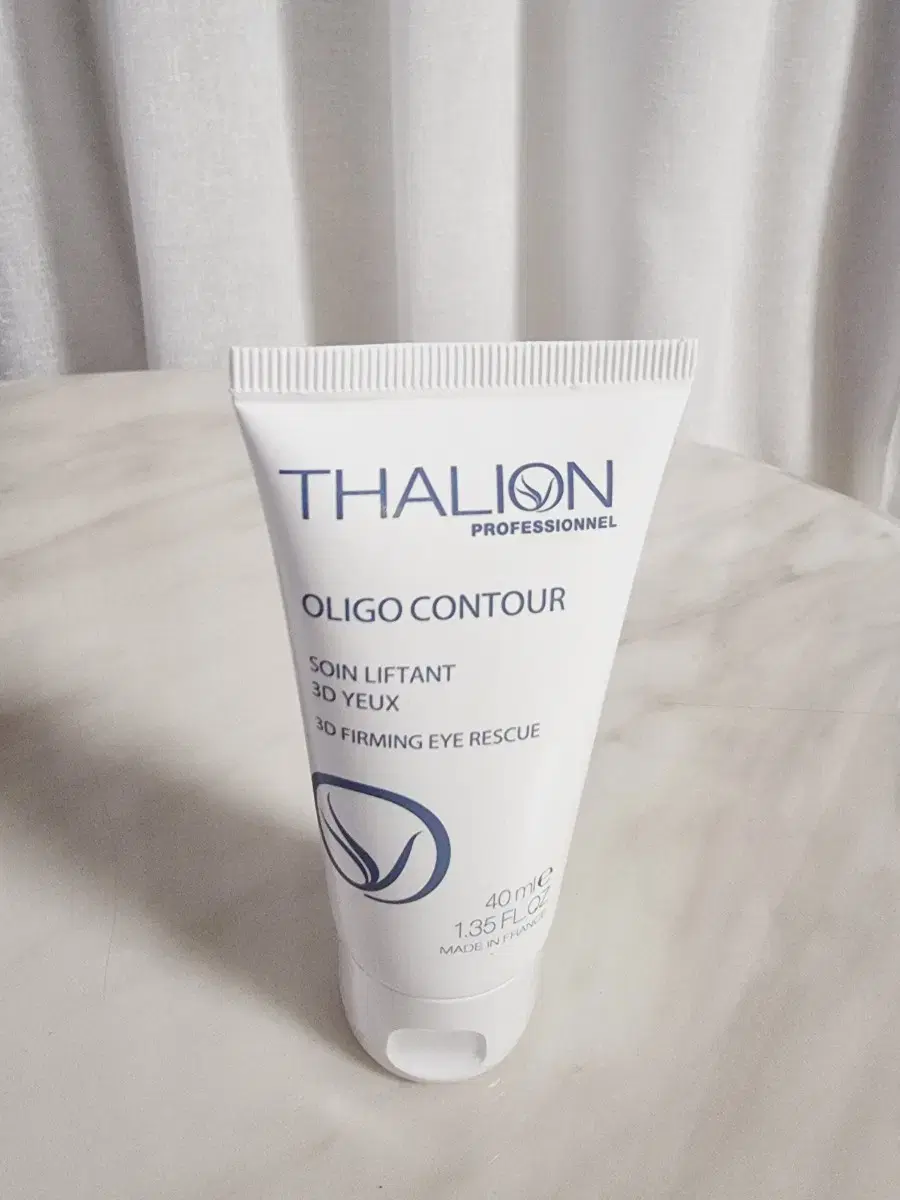 THALION
PROFESSIONNEL
OLIGO CONTOUR
SOIN LIFTANT
3D YEUX
3D FIRMING EYE RESCUE
40 ml e
1.35 FL.OZ
MADE IN FRANCE